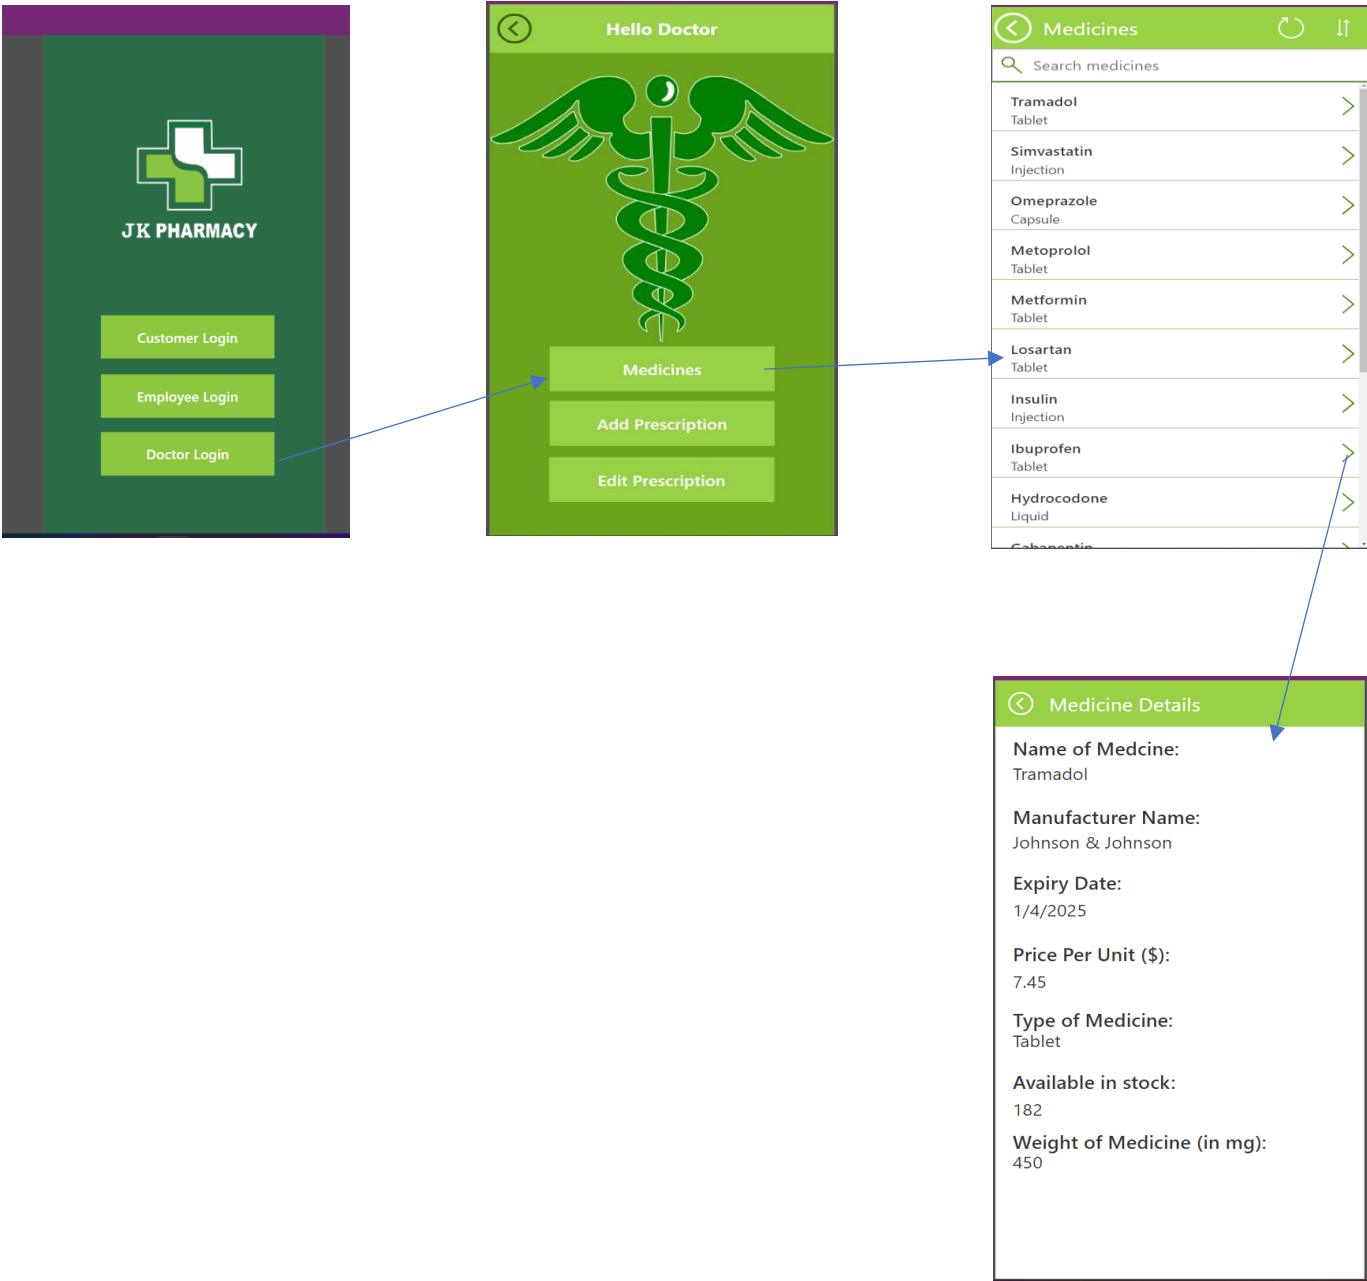 JK PHARMACY
Customer Login
Employee Login
Doctor Login
Hello Doctor
Medicines
Add Prescription
Edit Prescription
Medicines
Search medicines
Tramadol
Tablet
Simvastatin
Injection
Omeprazole
Capsule
Metoprolol
Tablet
Metformin
Tablet
Losartan
Tablet
Insulin
Injection
Ibuprofen
Tablet
Hydrocodone
Liquid
Gabapentin
Medicine Details
Name of Medcine:
Tramadol
Manufacturer Name:
Johnson & Johnson
Expiry Date:
1/4/2025
Price Per Unit ($):
7.45
Type of Medicine:
Tablet
Available in stock:
182
Weight of Medicine (in mg):
450